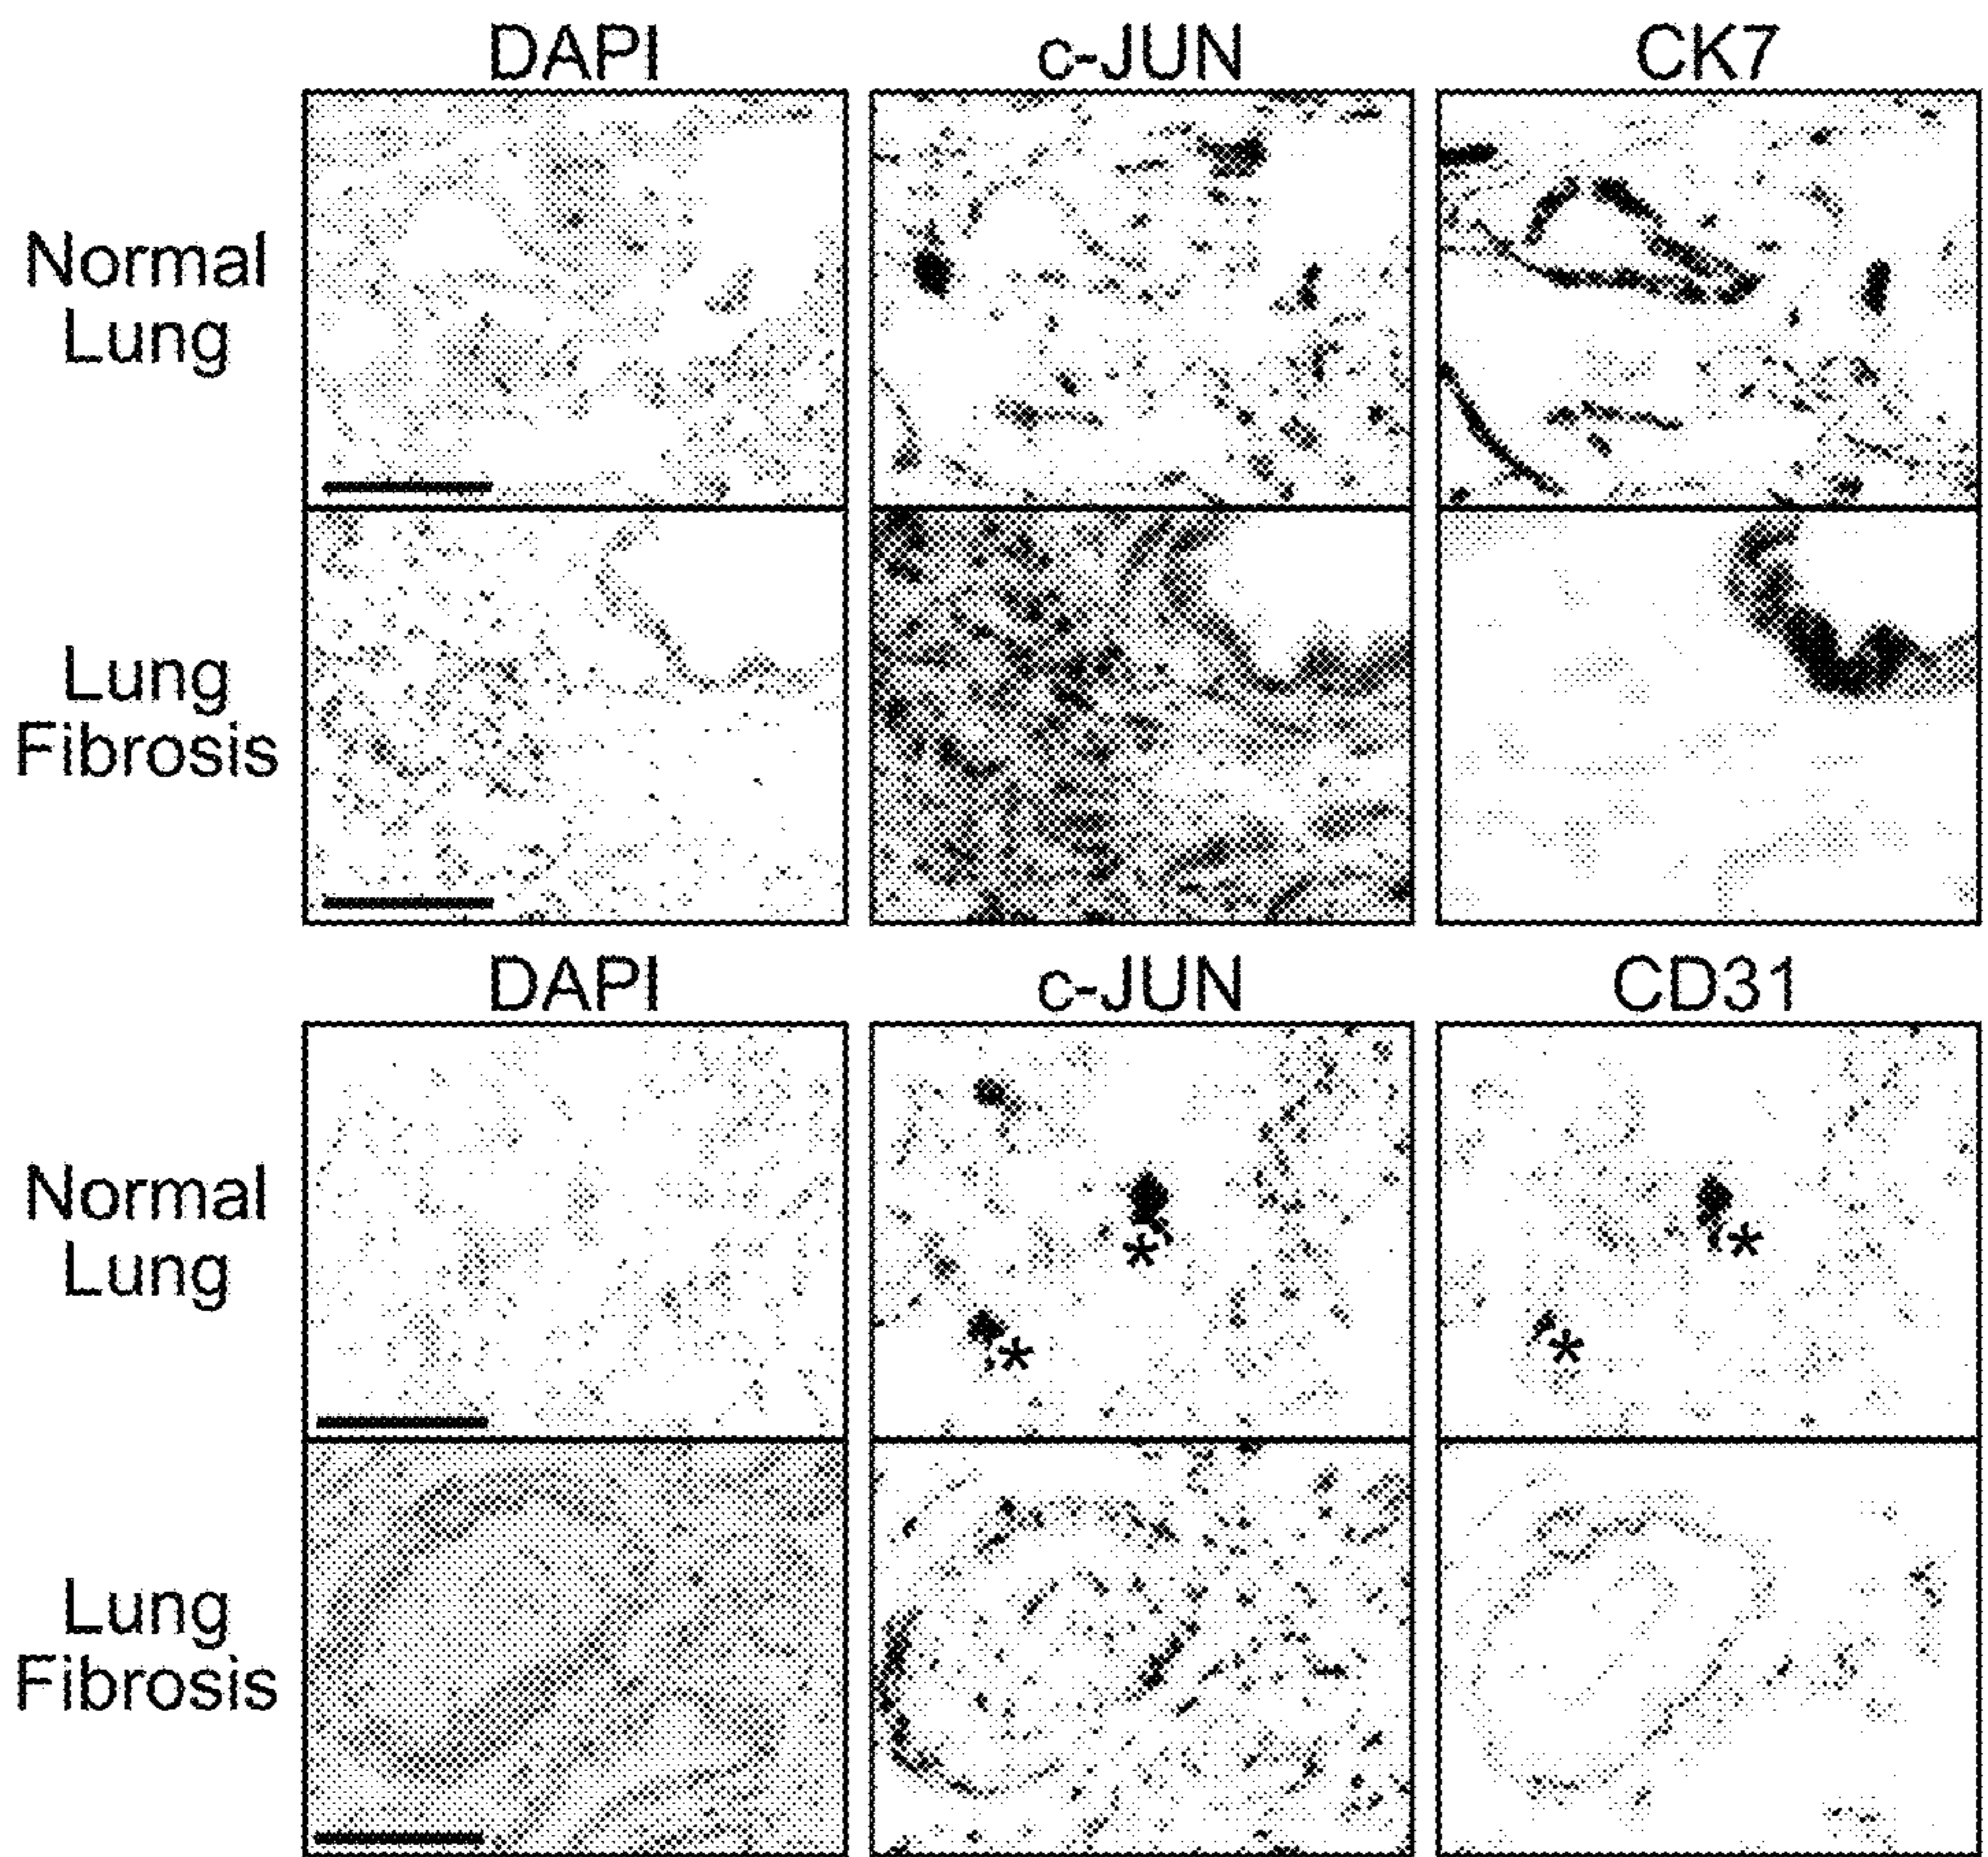 DAPI c-JUN CK7
Normal
Lung
Lung
Fibrosis
DAPI c-JUN CD31
Normal
* *
Lung
* *
Lung
Fibrosis